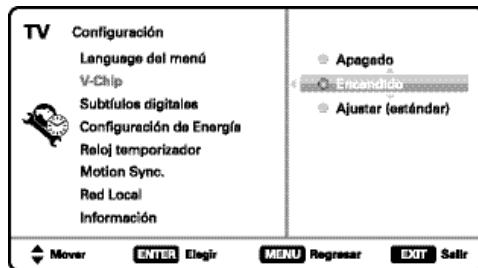 TV
Configuración
Language del menú
V-Chip
Subtíulos digitales
Configuración de Energía
Reloj temporizador
Motion Sync.
Red Local
Información
Apagado
Encendido
Ajustar (estándar)
Mover ENTER Elegir MENU Regresar EXIT Salir